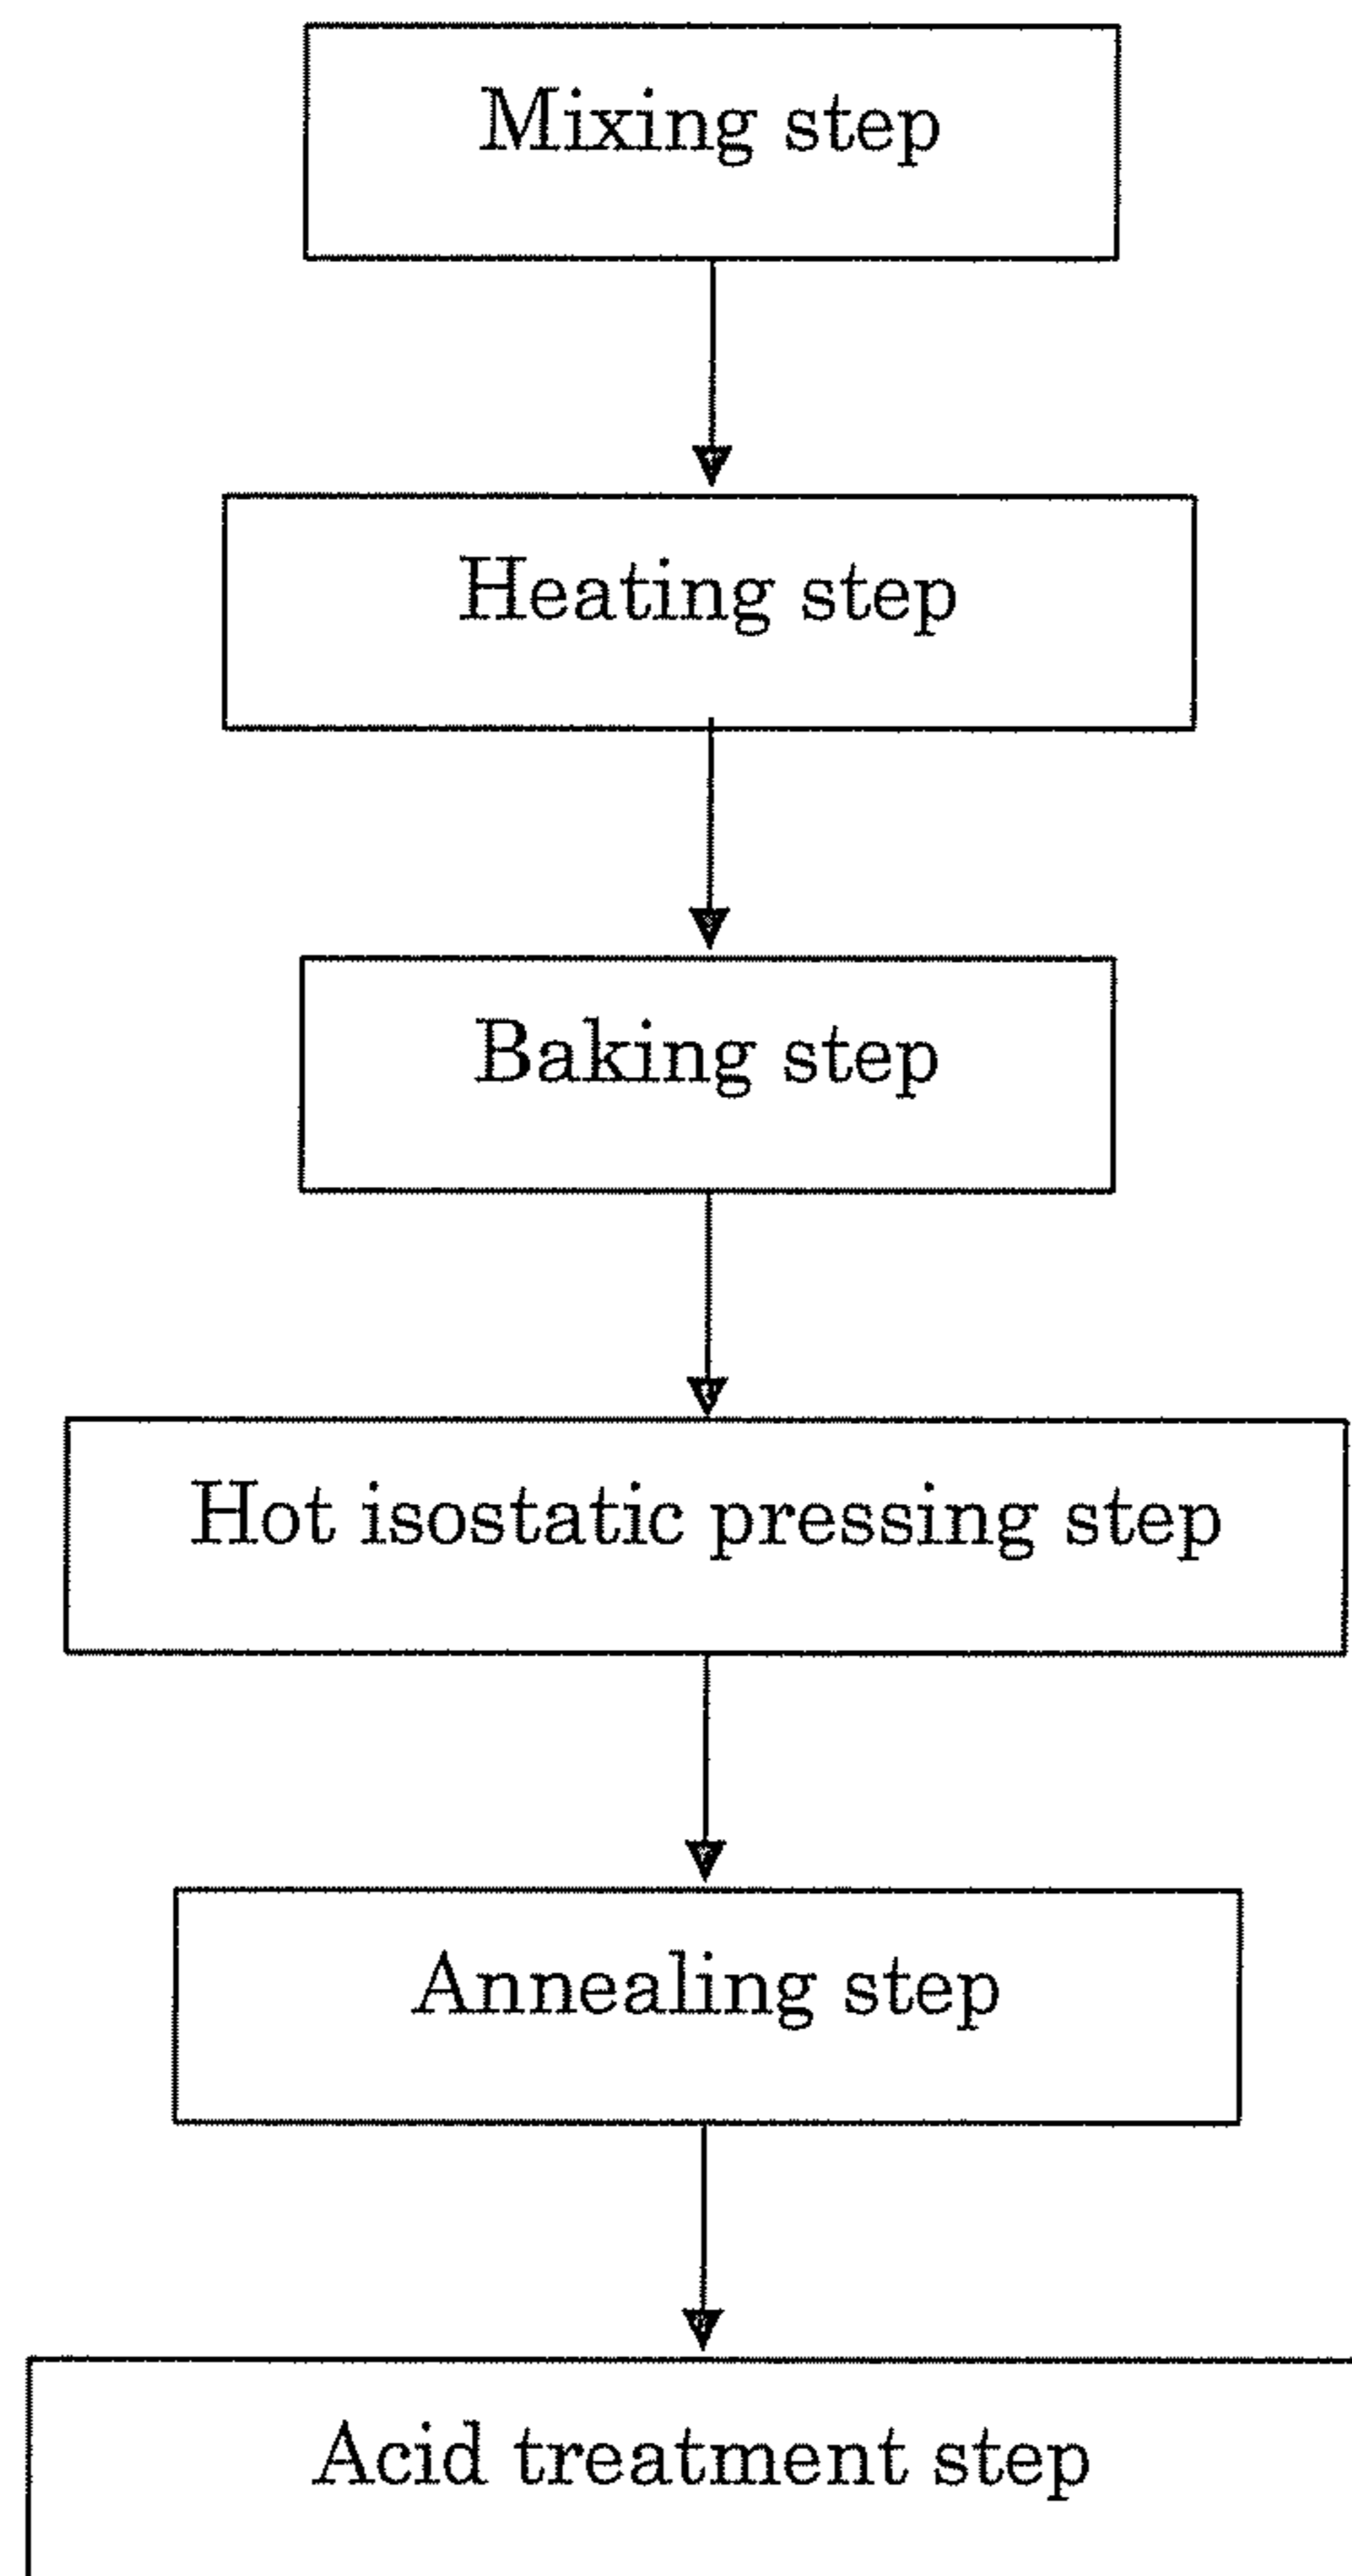 Mixing step
Heating step
Baking step
Hot isostatic pressing step
Annealing step
Acid treatment step